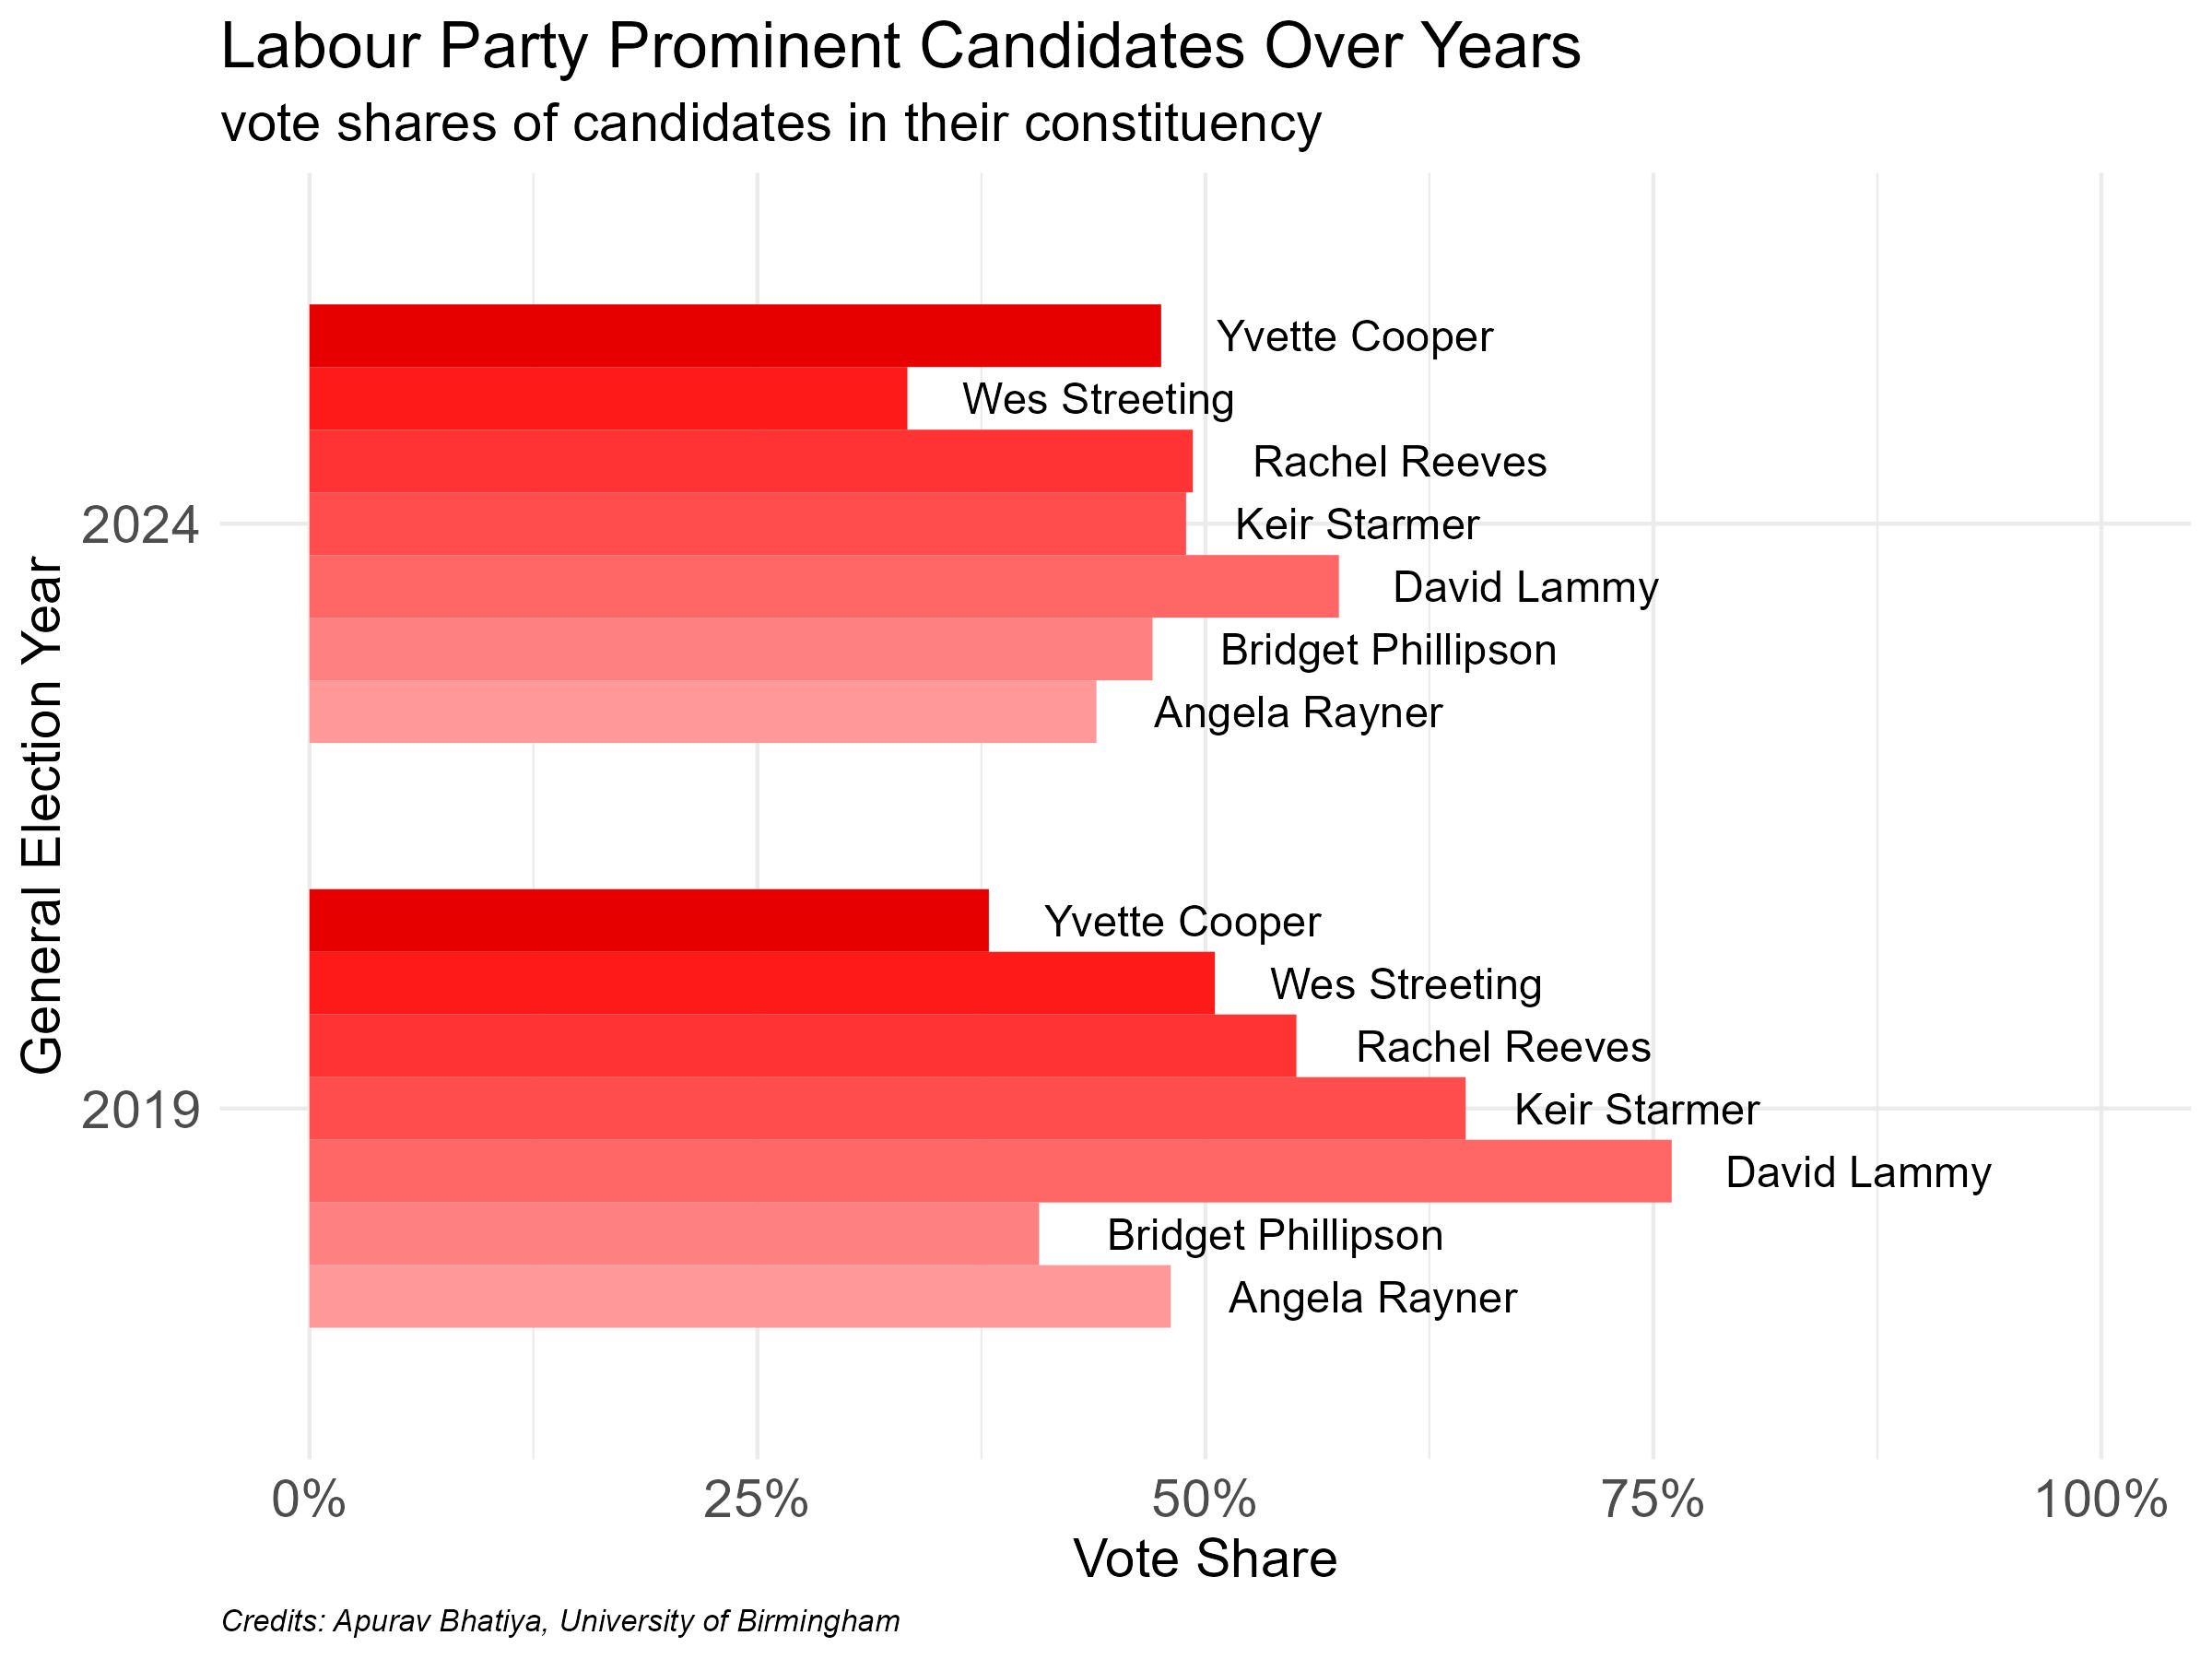 Labour Party Prominent Candidates Over Years
vote shares of candidates in their constituency
General Election Year
2024
Yvette Cooper
Wes Streeting
Rachel Reeves
Keir Starmer
David Lammy
Bridget Phillipson
Angela Rayner
2019
Yvette Cooper
Wes Streeting
Rachel Reeves
Keir Starmer
David Lammy
Bridget Phillipson
Angela Rayner
0% 25% 50% 75% 100%
Vote Share
Credits: Apurav Bhatiya, University of Birmingham